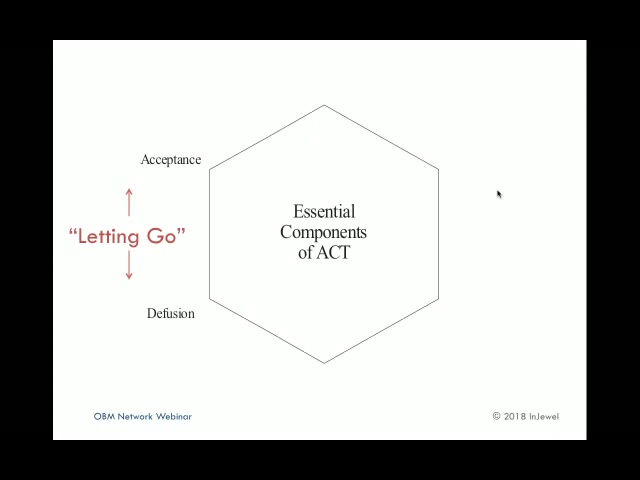 Acceptance
Essential
Components
of ACT
“Letting Go”
Defusion
OBM Network Webinar
© 2018 InJewel